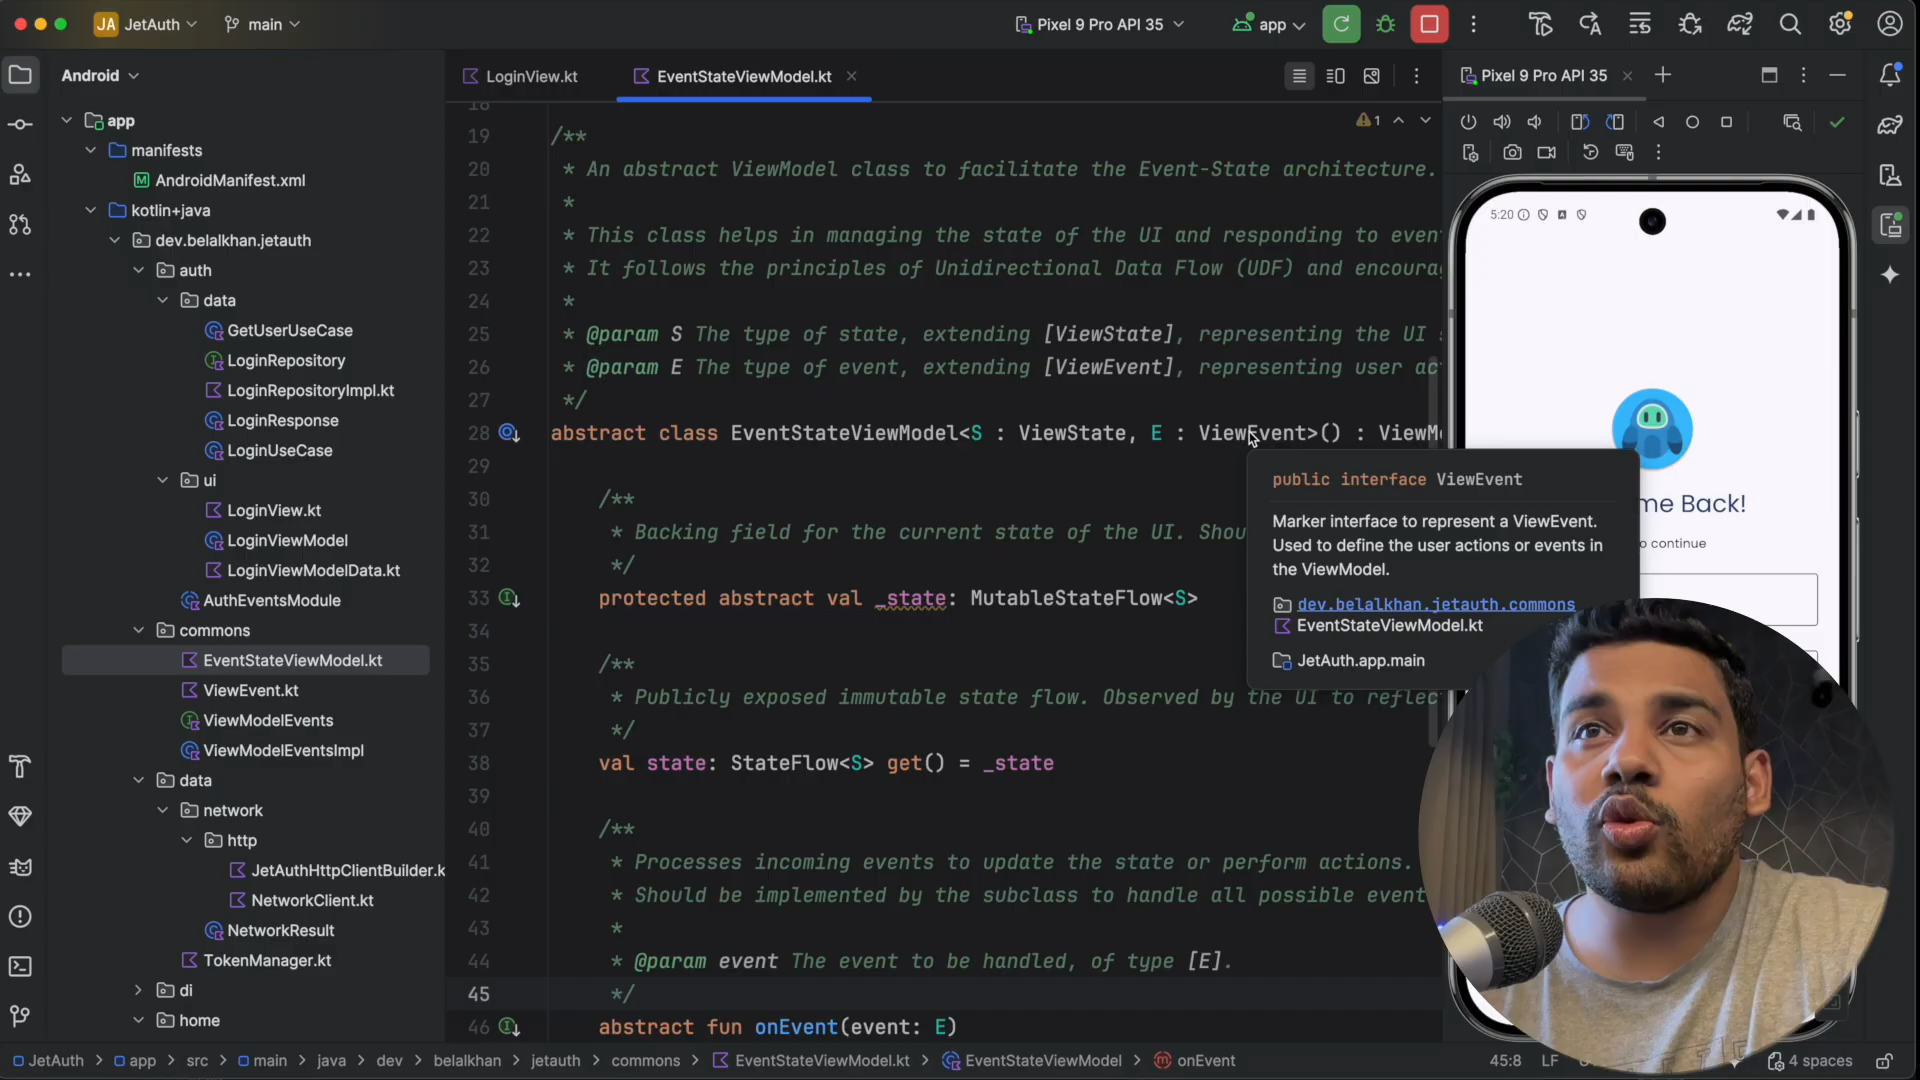 JA JetAuth
main
Pixel 9 Pro API 35
app
Android
app
manifests
AndroidManifest.xml
kotlin+java
dev.belalkhan.jetauth
auth
data
GetUserUseCase
LoginRepository
LoginRepositoryImpl.kt
LoginResponse
LoginUseCase
ui
LoginView.kt
LoginViewModel
LoginViewModelData.kt
AuthEventsModule
commons
EventStateViewModel.kt
ViewEvent.kt
ViewModelEvents
ViewModelEventsImpl
data
network
http
JetAuthHttpClientBuilder.k
NetworkClient.kt
NetworkResult
TokenManager.kt
di
home
LoginView.kt
EventStateViewModel.kt
1
18
19 /**
20 * An abstract ViewModel class to facilitate the Event-State architecture.
21 *
22 * This class helps in managing the state of the UI and responding to even
23 * It follows the principles of Unidirectional Data Flow (UDF) and encoura
24 *
25 * @param S The type of state, extending [ViewState], representing the UI s
26 * @param E The type of event, extending [ViewEvent], representing user ac
27 */
28 abstract class EventStateViewModel<S : ViewState, E : ViewEvent>() : ViewM
29
30 /**
31 * Backing field for the current state of the UI. Shou
32 */
33 protected abstract val _state: MutableStateFlow<S>
34
35 /**
36 * Publicly exposed immutable state flow. Observed by the UI to reflec
37 */
38 val state: StateFlow<S> get() = _state
39
40 /**
41 * Processes incoming events to update the state or perform actions.
42 * Should be implemented by the subclass to handle all possible event
43 *
44 * @param event The event to be handled, of type [E].
45 */
46 abstract fun onEvent(event: E)
public interface ViewEvent
Marker interface to represent a ViewEvent.
Used to define the user actions or events in
the ViewModel.
dev.belalkhan.jetauth.commons
EventStateViewModel.kt
JetAuth.app.main
Pixel 9 Pro API 35
5:20
me Back!
o continue
JetAuth > app > src > main > java > dev > belalkhan > jetauth > commons > EventStateViewModel.kt > EventStateViewModel > onEvent
45:8 LF 4 spaces